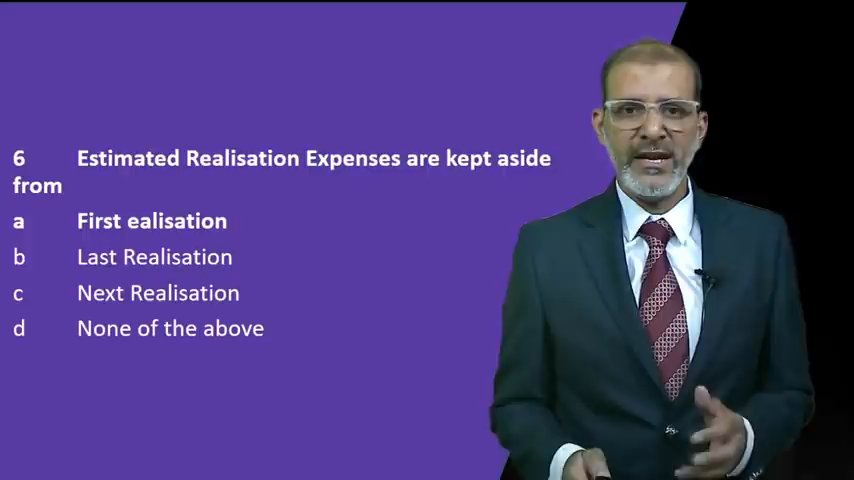 6 Estimated Realisation Expenses are kept aside
from
a First ealisation
b Last Realisation
c Next Realisation
d None of the above